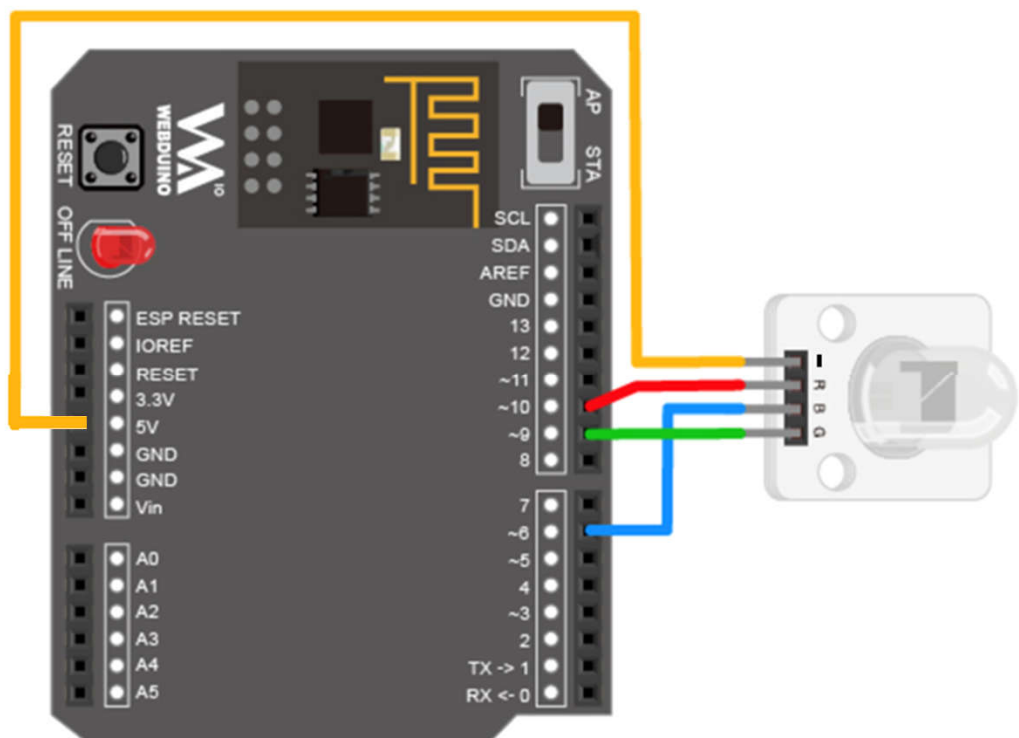 RESET
WEBDUINO
IO
AP
STA
OFF LINE
ESP RESET
IOREF
RESET
3.3V
5V
GND
GND
Vin
A0
A1
A2
A3
A4
A5
SCL
SDA
AREF
GND
13
12
~11
~10
~9
8
7
~6
~5
4
~3
2
TX -> 1
RX <- 0
-
R
B
G